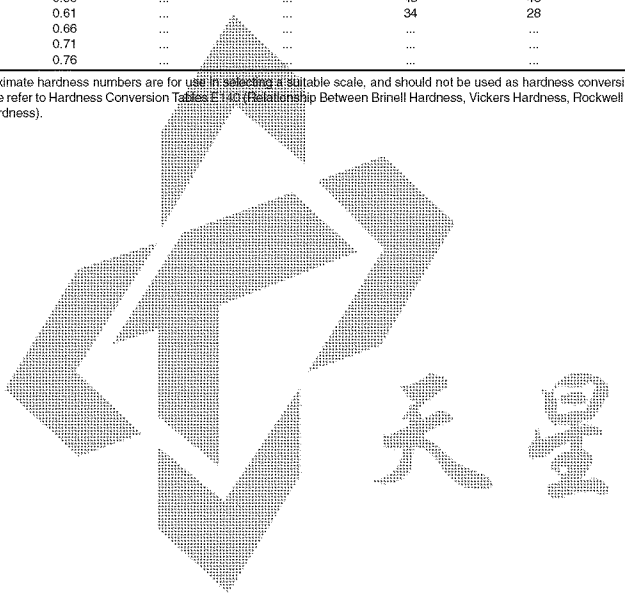 0.61 ... ... 34 28
0.66 ... ... ... ...
0.71 ... ... ... ...
0.76 ... ... ... ...
ximate hardness numbers are for use in selecting a suitable scale, and should not be used as hardness conversi
e refer to Hardness Conversion Tables E140 (Relationship Between Brinell Hardness, Vickers Hardness, Rockwell
rdness).
天星